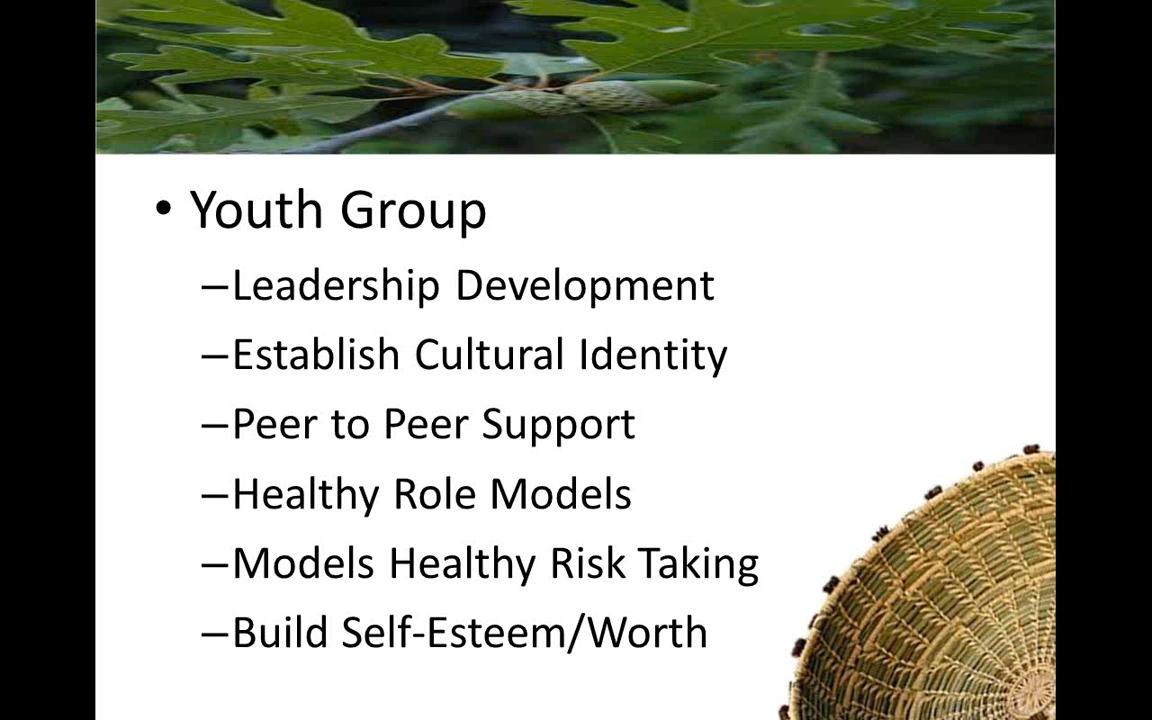 • Youth Group
–Leadership Development
–Establish Cultural Identity
–Peer to Peer Support
–Healthy Role Models
–Models Healthy Risk Taking
–Build Self-Esteem/Worth